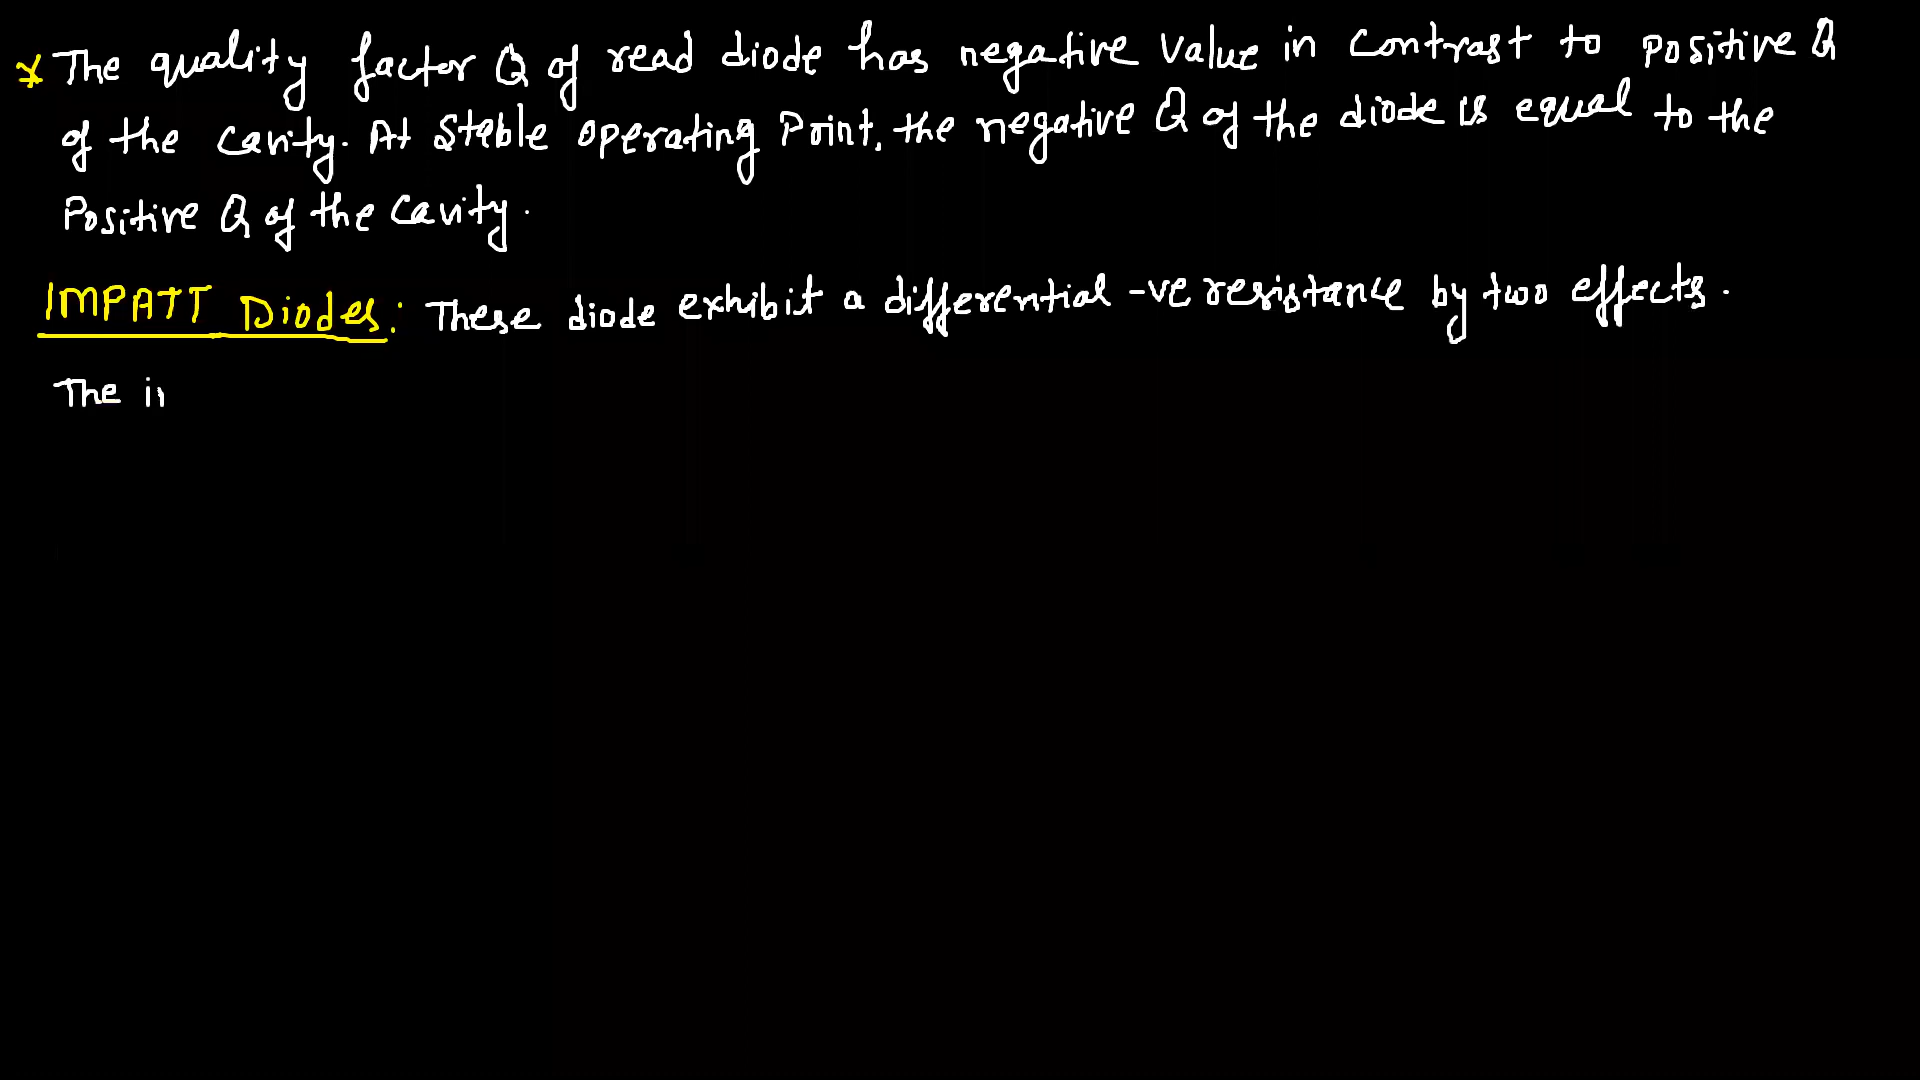 * The quality factor Q of read diode has negative value in contrast to positive Q
of the cavity. At stable operating point, the negative Q of the diode is equal to the
Positive Q of the cavity.
IMPATT Diodes: These diode exhibit a differential -ve resistance by two effects.
The i